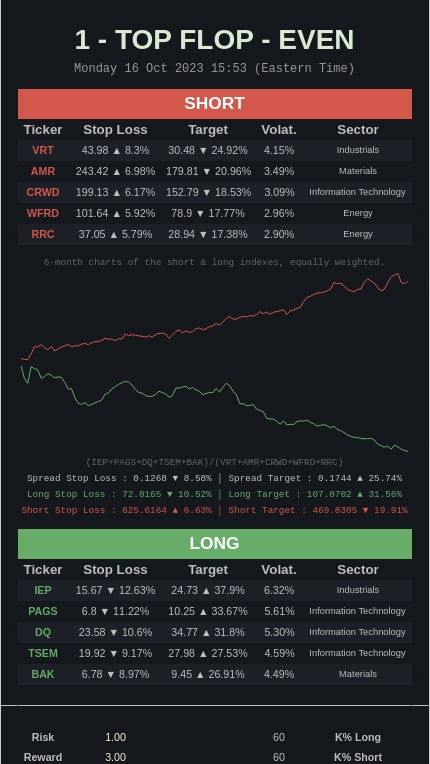 1 - TOP FLOP - EVEN
Monday 16 Oct 2023 15:53 (Eastern Time)
SHORT
Ticker Stop Loss Target Volat. Sector
VRT 43.98 ▲ 8.3% 30.48 ▼ 24.92% 4.15% Industrials
AMR 243.42 ▲ 6.98% 179.81 ▼ 20.96% 3.49% Materials
CRWD 199.13 ▲ 6.17% 152.79 ▼ 18.53% 3.09% Information Technology
WFRD 101.64 ▲ 5.92% 78.9 ▼ 17.77% 2.96% Energy
RRC 37.05 ▲ 5.79% 28.94 ▼ 17.38% 2.90% Energy
6-month charts of the short & long indexes, equally weighted.
(IEP+PAGS+DQ+TSEM+BAK)/(VRT+AMR+CRWD+WFRD+RRC)
Spread Stop Loss : 0.1268 ▼ 8.58% | Spread Target : 0.1744 ▲ 25.74%
Long Stop Loss : 72.8165 ▼ 10.52% | Long Target : 107.0702 ▲ 31.56%
Short Stop Loss : 625.6164 ▲ 6.63% | Short Target : 469.8305 ▼ 19.91%
LONG
Ticker Stop Loss Target Volat. Sector
IEP 15.67 ▼ 12.63% 24.73 ▲ 37.9% 6.32% Industrials
PAGS 6.8 ▼ 11.22% 10.25 ▲ 33.67% 5.61% Information Technology
DQ 23.58 ▼ 10.6% 34.77 ▲ 31.8% 5.30% Information Technology
TSEM 19.92 ▼ 9.17% 27.98 ▲ 27.53% 4.59% Information Technology
BAK 6.78 ▼ 8.97% 9.45 ▲ 26.91% 4.49% Materials
Risk 1.00 60 K% Long
Reward 3.00 60 K% Short